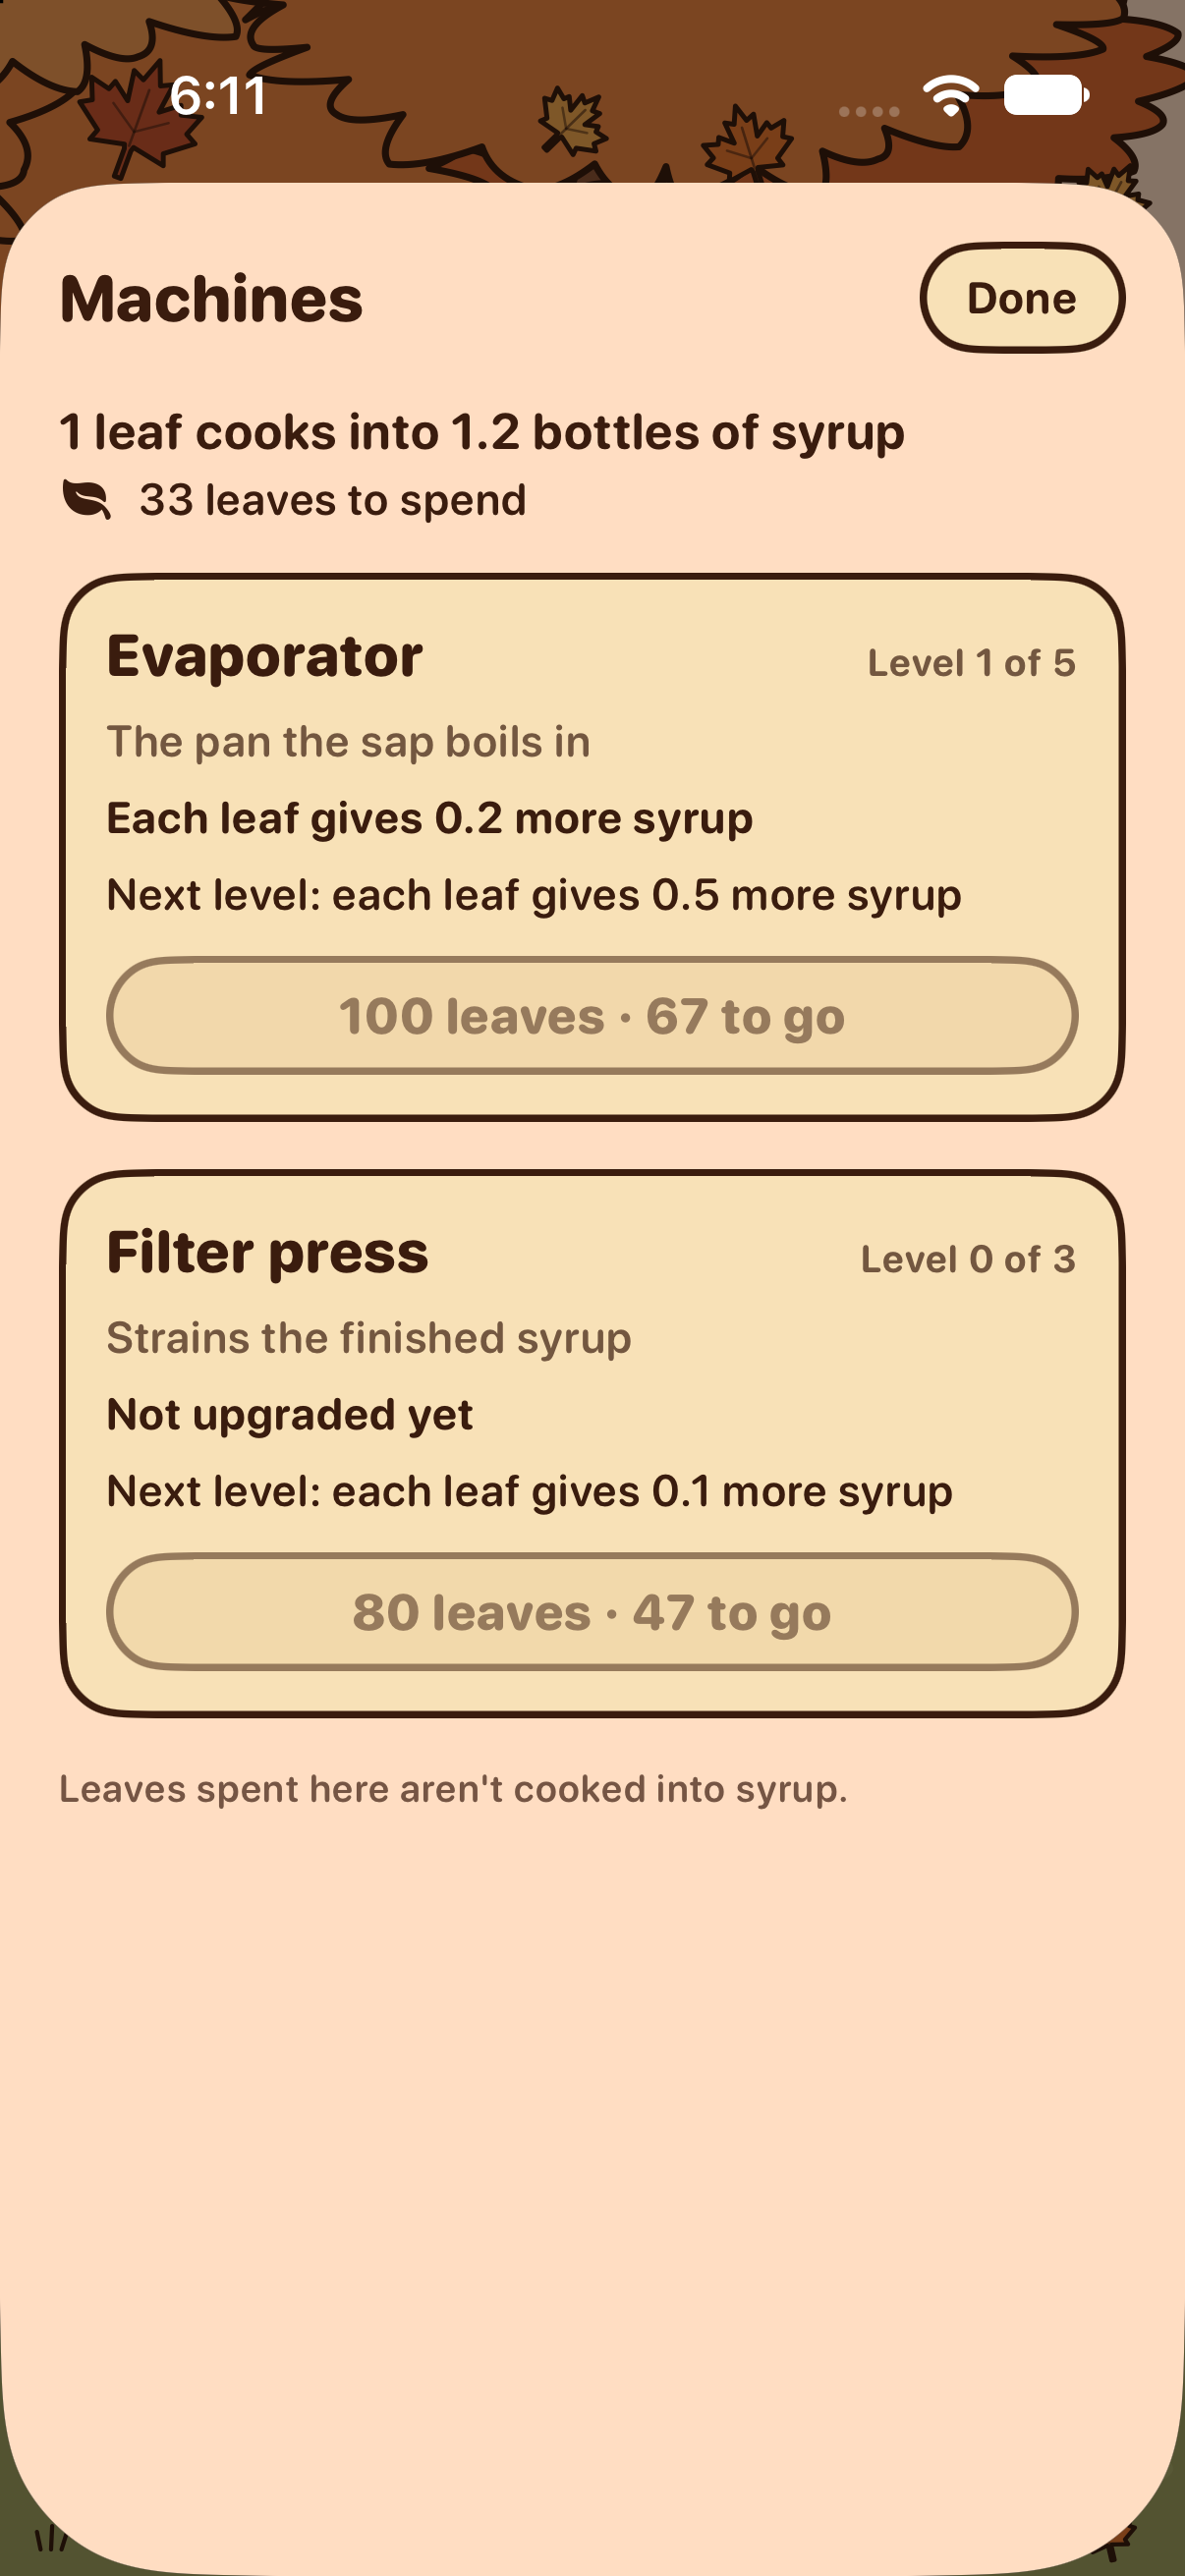 6:11
Machines
Done
1 leaf cooks into 1.2 bottles of syrup
33 leaves to spend
Evaporator
Level 1 of 5
The pan the sap boils in
Each leaf gives 0.2 more syrup
Next level: each leaf gives 0.5 more syrup
100 leaves · 67 to go
Filter press
Level 0 of 3
Strains the finished syrup
Not upgraded yet
Next level: each leaf gives 0.1 more syrup
80 leaves · 47 to go
Leaves spent here aren't cooked into syrup.